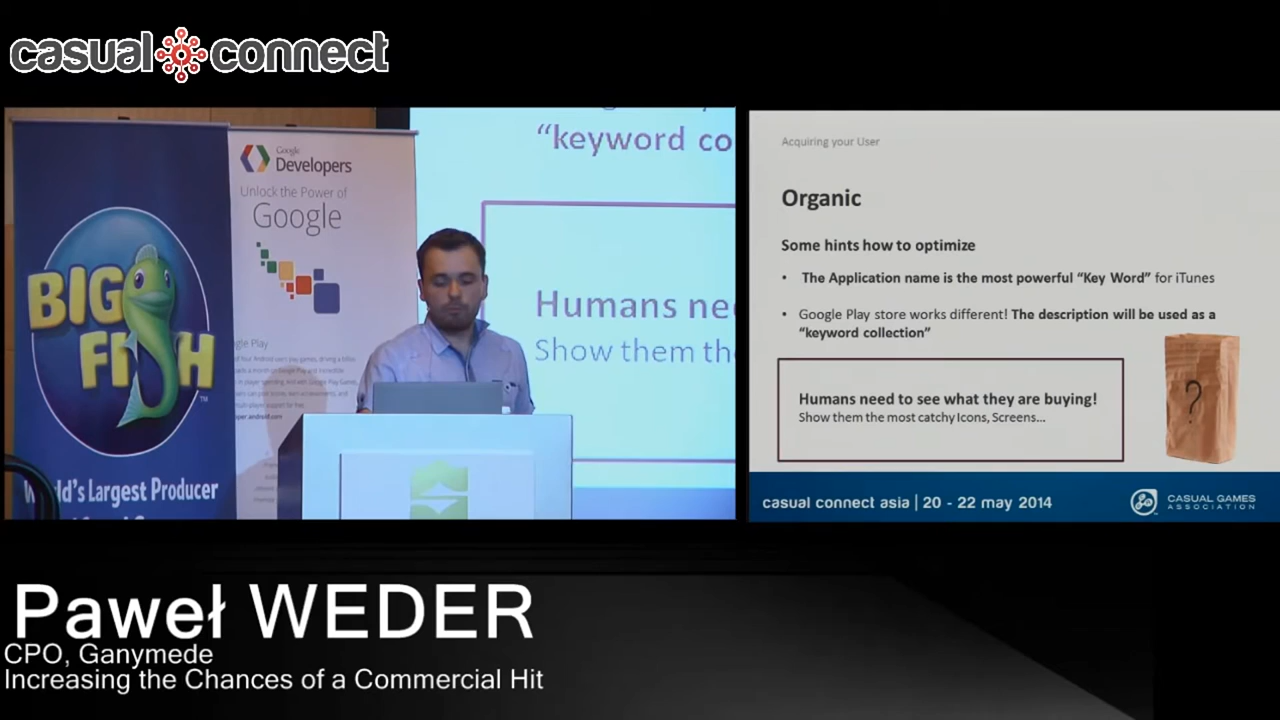 casual connect
BIG
FISH
TM
World's Largest Producer
Google
Developers
Unlock the Power of
Google
"keyword co
Humans nee
Show them th
Acquiring your User
Organic
Some hints how to optimize
• The Application name is the most powerful "Key Word" for iTunes
• Google Play store works different! The description will be used as a
"keyword collection"
Humans need to see what they are buying!
Show them the most catchy Icons, Screens...
?
casual connect asia | 20 - 22 may 2014
CASUAL GAMES
ASSOCIATION
Paweł WEDER
CPO, Ganymede
Increasing the Chances of a Commercial Hit